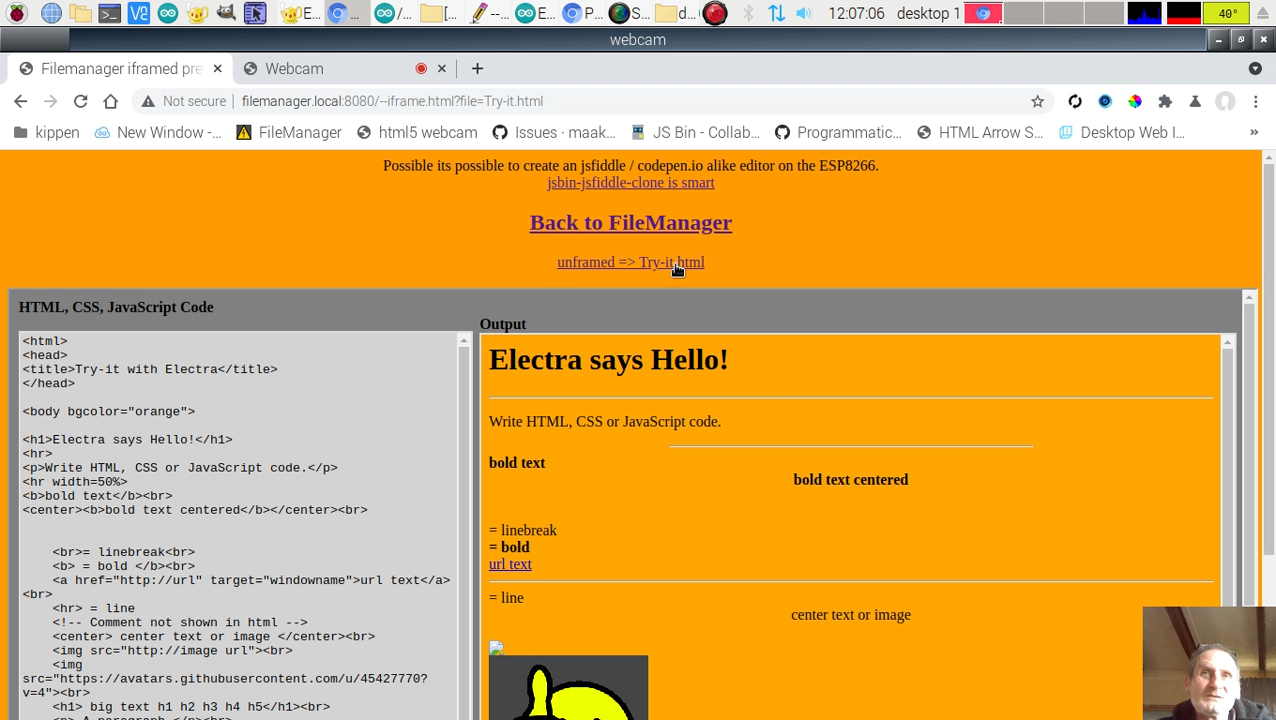 E...
...
/...
[...
--...
E...
P...
S...
d...
12:07:06
desktop 1
40°
webcam
Filemanager iframed pre
Webcam
Not secure
filemanager.local:8080/--iframe.html?file=Try-it.html
kippen
New Window -...
FileManager
html5 webcam
Issues · maak...
JS Bin - Collab...
Programmatic...
HTML Arrow S...
Desktop Web I...
»
Possible its possible to create an jsfiddle / codepen.io alike editor on the ESP8266.
jsbin-jsfiddle-clone is smart
Back to FileManager
unframed => Try-it.html
HTML, CSS, JavaScript Code
<html>
<head>
<title>Try-it with Electra</title>
</head>
<body bgcolor="orange">
<h1>Electra says Hello!</h1>
<hr>
<p>Write HTML, CSS or JavaScript code.</p>
<hr width=50%>
<b>bold text</b><br>
<center><b>bold text centered</b></center><br>
<br>= linebreak<br>
<b> = bold </b><br>
<a href="http://url" target="windowname">url text</a>
<br>
<hr> = line
<!-- Comment not shown in html -->
<center> center text or image </center><br>
<img src="http://image url"><br>
<img
src="https://avatars.githubusercontent.com/u/45427770?
v=4"><br>
<h1> big text h1 h2 h3 h4 h5</h1><br>
<p> A paragraph </p><br>
Output
Electra says Hello!
Write HTML, CSS or JavaScript code.
bold text
bold text centered
= linebreak
= bold
url text
= line
center text or image